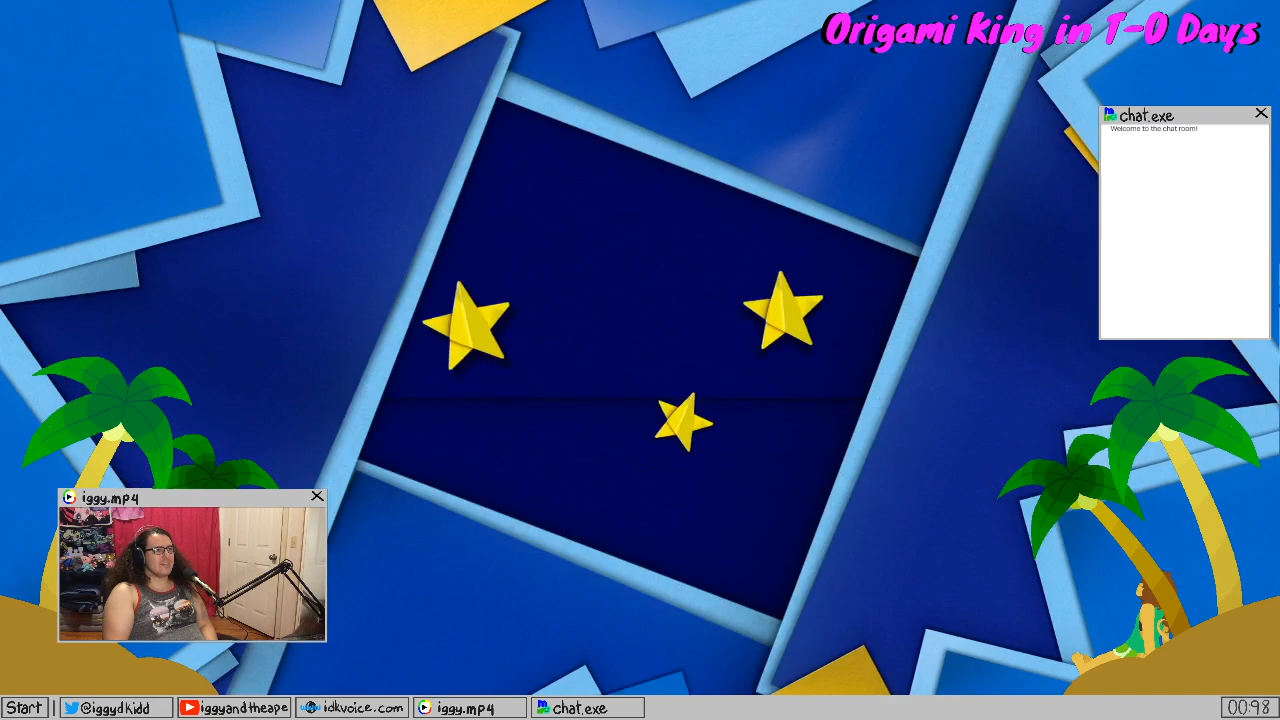 Origami King in T-0 Days
chat.exe
Welcome to the chat room!
iggy.mp4
Start
@iggydkidd
iggyandtheape
idkvoice.com
iggy.mp4
chat.exe
00:98